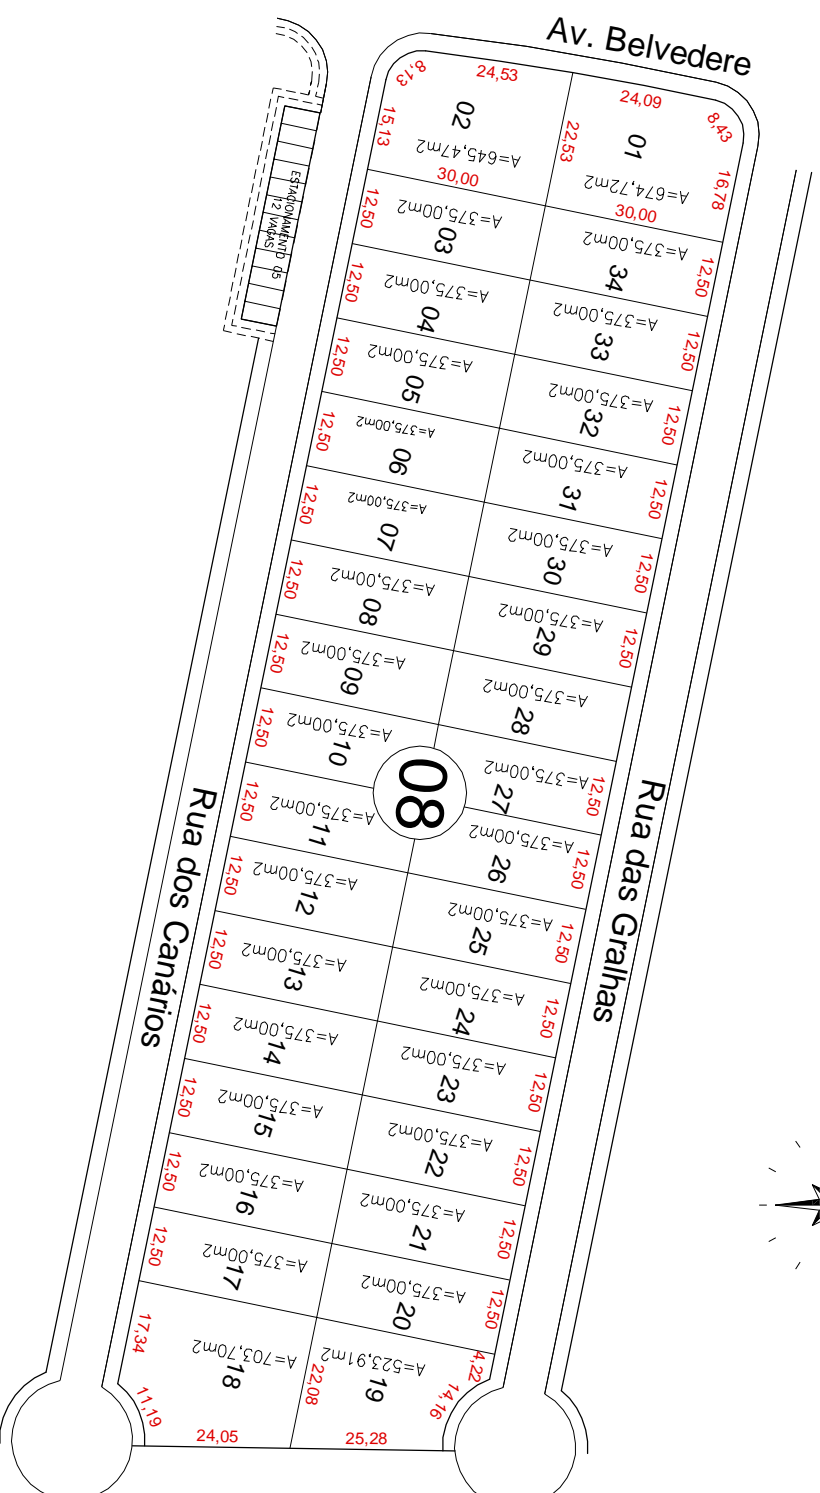 Av. Belvedere
8,13
24,53
02
15,13
A=645,47m2
30,00
22,53
24,09
8,43
01
16,78
A=674,72m2
30,00
ESTACIONAMENTO 05
12 VAGAS
12,50
A=375,00m2
03
12,50
A=375,00m2
34
12,50
A=375,00m2
04
12,50
A=375,00m2
33
12,50
A=375,00m2
05
12,50
A=375,00m2
32
12,50
A=375,00m2
06
12,50
A=375,00m2
31
12,50
A=375,00m2
07
12,50
A=375,00m2
30
12,50
A=375,00m2
08
12,50
A=375,00m2
29
12,50
A=375,00m2
09
A=375,00m2
28
12,50
A=375,00m2
10
12,50
A=375,00m2
27
08
12,50
A=375,00m2
11
12,50
A=375,00m2
26
12,50
A=375,00m2
12
12,50
A=375,00m2
25
12,50
A=375,00m2
13
12,50
A=375,00m2
24
12,50
A=375,00m2
14
12,50
A=375,00m2
23
12,50
A=375,00m2
15
12,50
A=375,00m2
22
12,50
A=375,00m2
16
12,50
A=375,00m2
21
12,50
A=375,00m2
17
12,50
A=375,00m2
20
17,34
A=703,70m2
18
11,19
24,05
22,08
A=523,91m2
19
4,22
14,16
25,28
Rua dos Canários
Rua das Gralhas